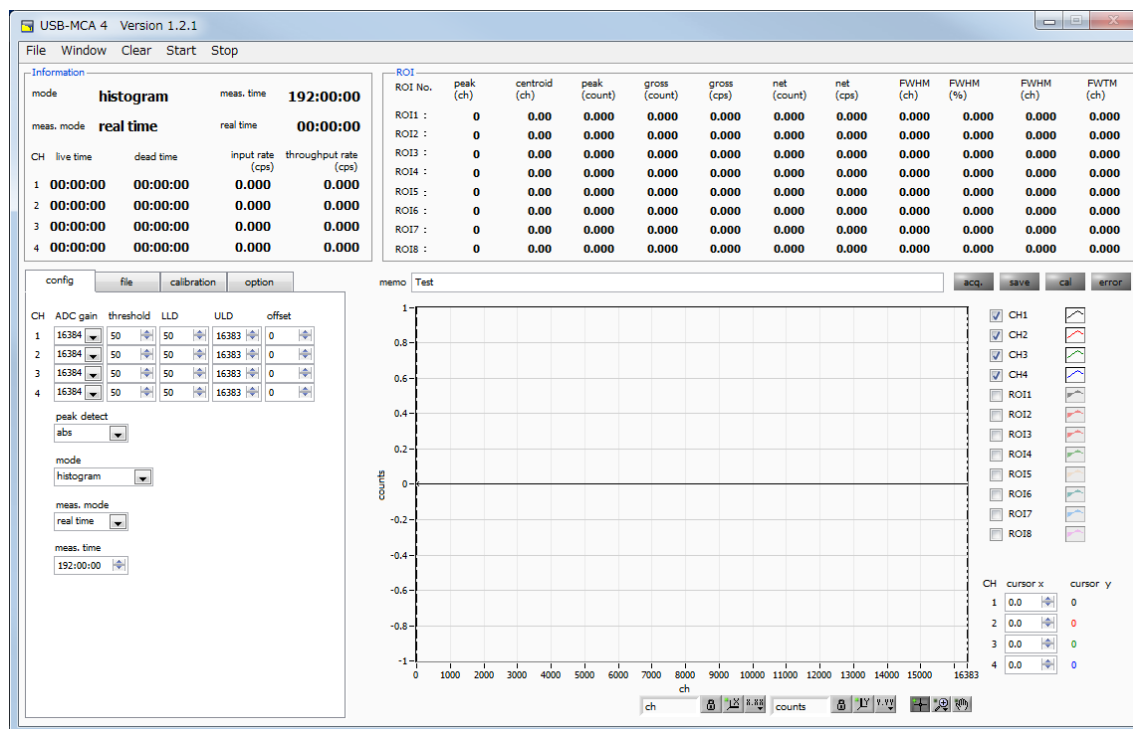 USB-MCA 4 Version 1.2.1
File Window Clear Start Stop
Information
mode histogram meas. time 192:00:00
meas. mode real time real time 00:00:00
CH live time dead time input rate (cps) throughput rate (cps)
1 00:00:00 00:00:00 0.000 0.000
2 00:00:00 00:00:00 0.000 0.000
3 00:00:00 00:00:00 0.000 0.000
4 00:00:00 00:00:00 0.000 0.000
ROI
ROI No. peak (ch) centroid (ch) peak (count) gross (count) gross (cps) net (count) net (cps) FWHM (ch) FWHM (%) FWHM (ch) FWTM (ch)
ROI1 : 0 0.00 0.000 0.000 0.000 0.000 0.000 0.000 0.000 0.000 0.000
ROI2 : 0 0.00 0.000 0.000 0.000 0.000 0.000 0.000 0.000 0.000 0.000
ROI3 : 0 0.00 0.000 0.000 0.000 0.000 0.000 0.000 0.000 0.000 0.000
ROI4 : 0 0.00 0.000 0.000 0.000 0.000 0.000 0.000 0.000 0.000 0.000
ROI5 : 0 0.00 0.000 0.000 0.000 0.000 0.000 0.000 0.000 0.000 0.000
ROI6 : 0 0.00 0.000 0.000 0.000 0.000 0.000 0.000 0.000 0.000 0.000
ROI7 : 0 0.00 0.000 0.000 0.000 0.000 0.000 0.000 0.000 0.000 0.000
ROI8 : 0 0.00 0.000 0.000 0.000 0.000 0.000 0.000 0.000 0.000 0.000
config file calibration option
CH ADC gain threshold LLD ULD offset
1 16384 50 50 16383 0
2 16384 50 50 16383 0
3 16384 50 50 16383 0
4 16384 50 50 16383 0
peak detect
abs
mode
histogram
meas. mode
real time
meas. time
192:00:00
memo Test acq. save cal error
counts
1
0.8
0.6
0.4
0.2
0
-0.2
-0.4
-0.6
-0.8
-1
0 1000 2000 3000 4000 5000 6000 7000 8000 9000 10000 11000 12000 13000 14000 15000 16383
ch
ch X X.XX counts Y Y.YY
CH1
CH2
CH3
CH4
ROI1
ROI2
ROI3
ROI4
ROI5
ROI6
ROI7
ROI8
CH cursor x cursor y
1 0.0 0
2 0.0 0
3 0.0 0
4 0.0 0